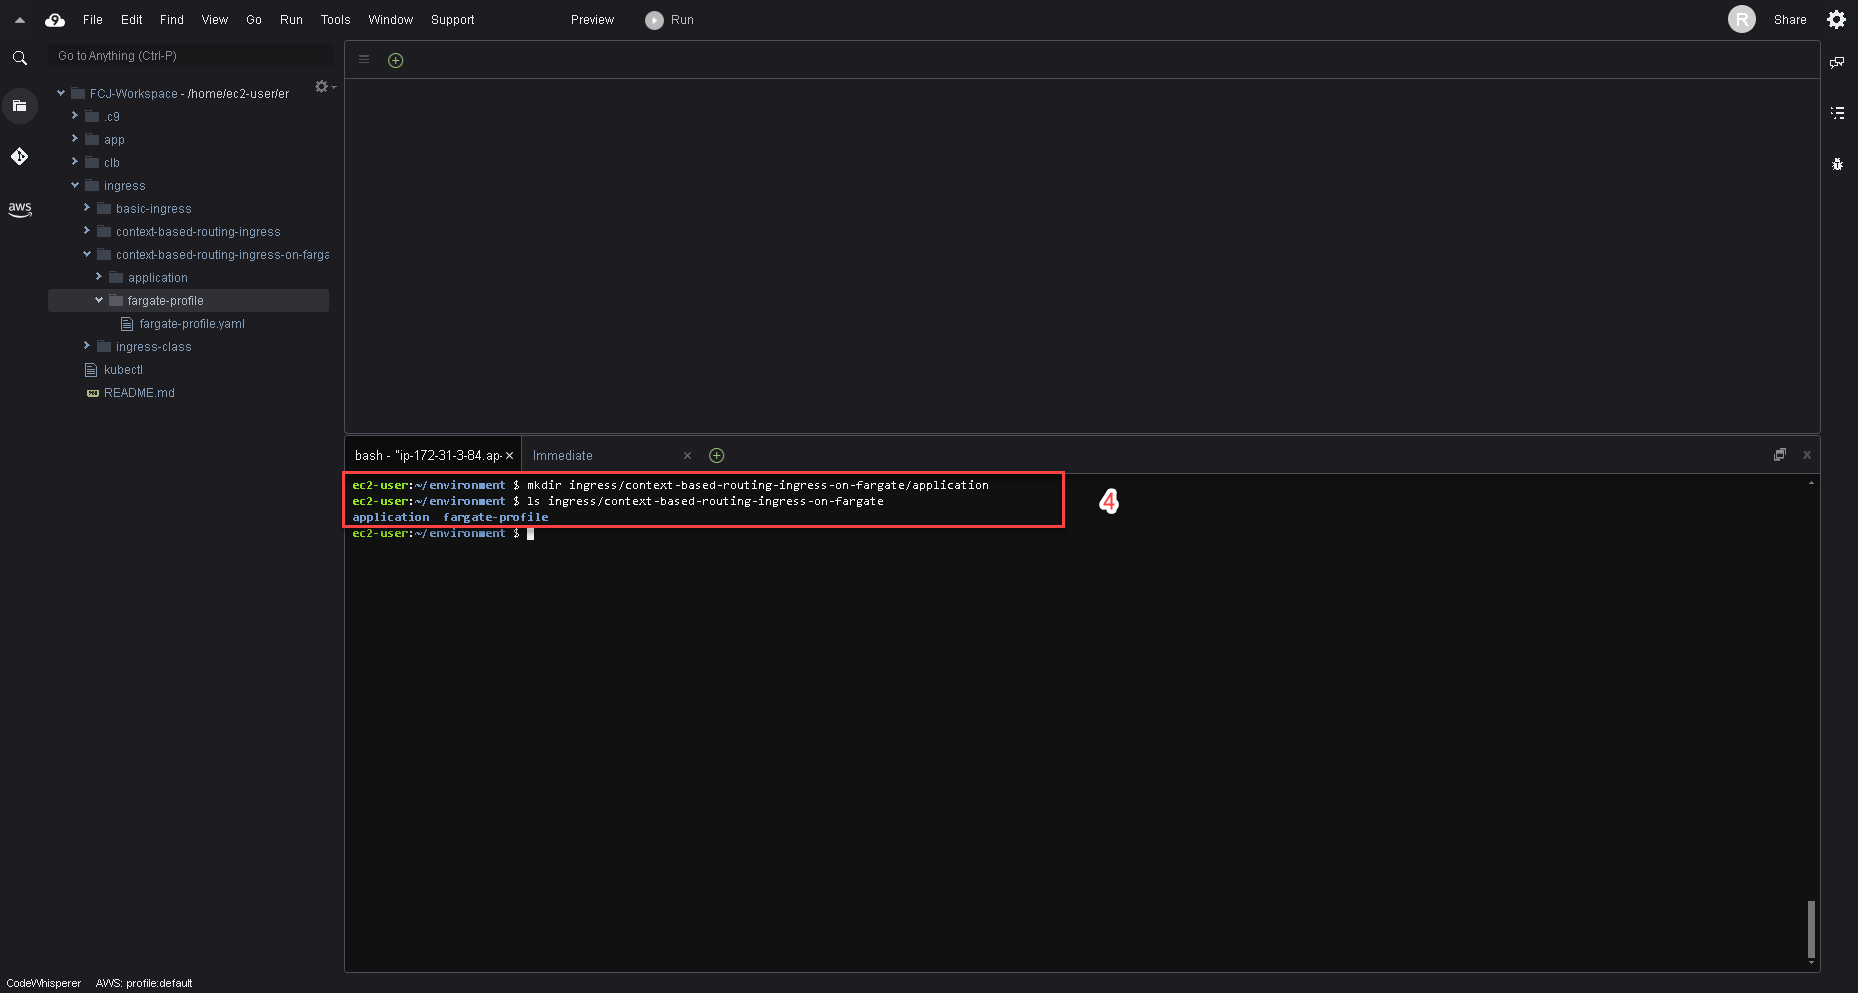 9 File Edit Find View Go Run Tools Window Support Preview Run R Share
Go to Anything (Ctrl-P)
FCJ-Workspace - /home/ec2-user/er
.c9
app
clb
aws
ingress
basic-ingress
context-based-routing-ingress
context-based-routing-ingress-on-farga
application
fargate-profile
fargate-profile.yaml
ingress-class
kubectl
README.md
bash - "ip-172-31-3-84.ap- Immediate
ec2-user:~/environment $ mkdir ingress/context-based-routing-ingress-on-fargate/application
ec2-user:~/environment $ ls ingress/context-based-routing-ingress-on-fargate
application fargate-profile
ec2-user:~/environment $
4
CodeWhisperer AWS: profile:default